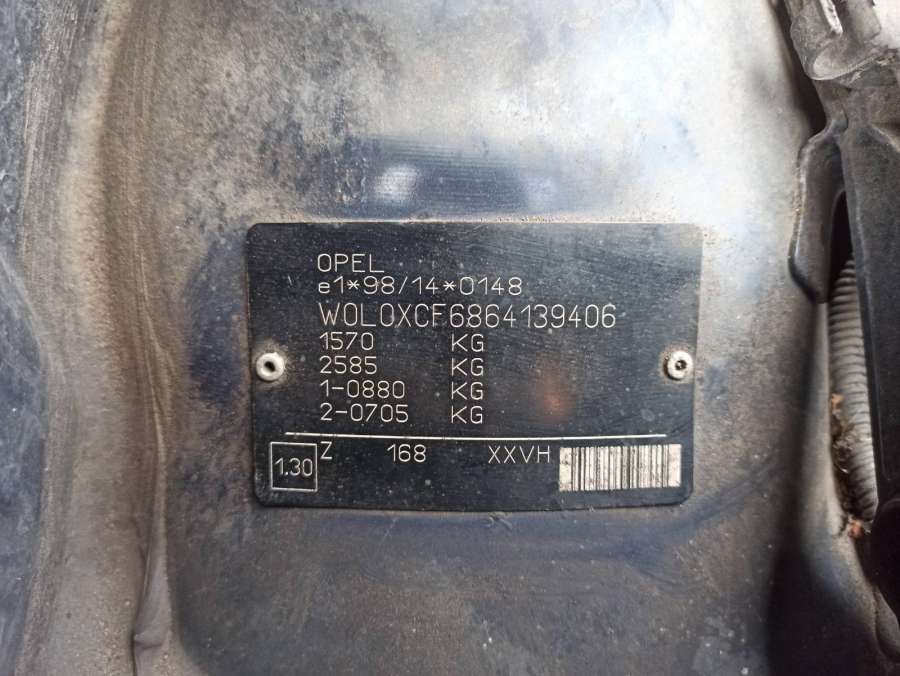 OPEL
e1*98/14*0148
W0L0XCF6864139406
1570 KG
2585 KG
1-0880 KG
2-0705 KG
1.30 Z 168 XXVH